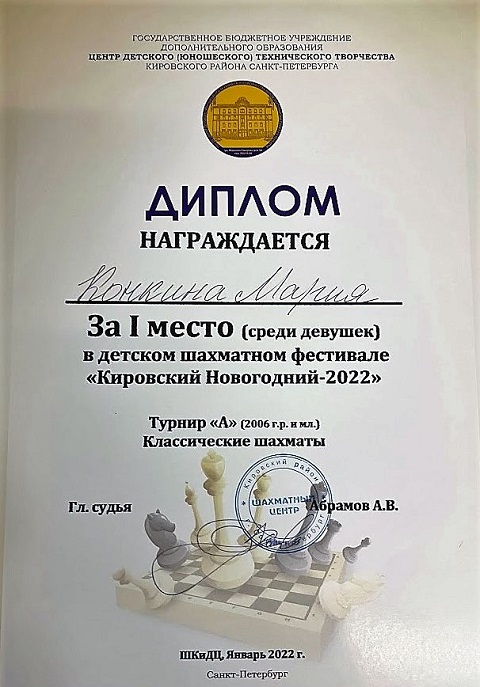 ГОСУДАРСТВЕННОЕ БЮДЖЕТНОЕ УЧРЕЖДЕНИЕ
ДОПОЛНИТЕЛЬНОГО ОБРАЗОВАНИЯ
ЦЕНТР ДЕТСКОГО (ЮНОШЕСКОГО) ТЕХНИЧЕСКОГО ТВОРЧЕСТВА
КИРОВСКОГО РАЙОНА САНКТ-ПЕТЕРБУРГА
ДИПЛОМ
НАГРАЖДАЕТСЯ
Конкина Мария
За I место (среди девушек)
в детском шахматном фестивале
«Кировский Новогодний-2022»
Турнир «А» (2006 г.р. и мл.)
Классические шахматы
Кировский район
ШАХМАТНЫЙ
ЦЕНТР
Гл. судья Абрамов А.В.
ШКиДЦ, Январь 2022 г.
Санкт-Петербург